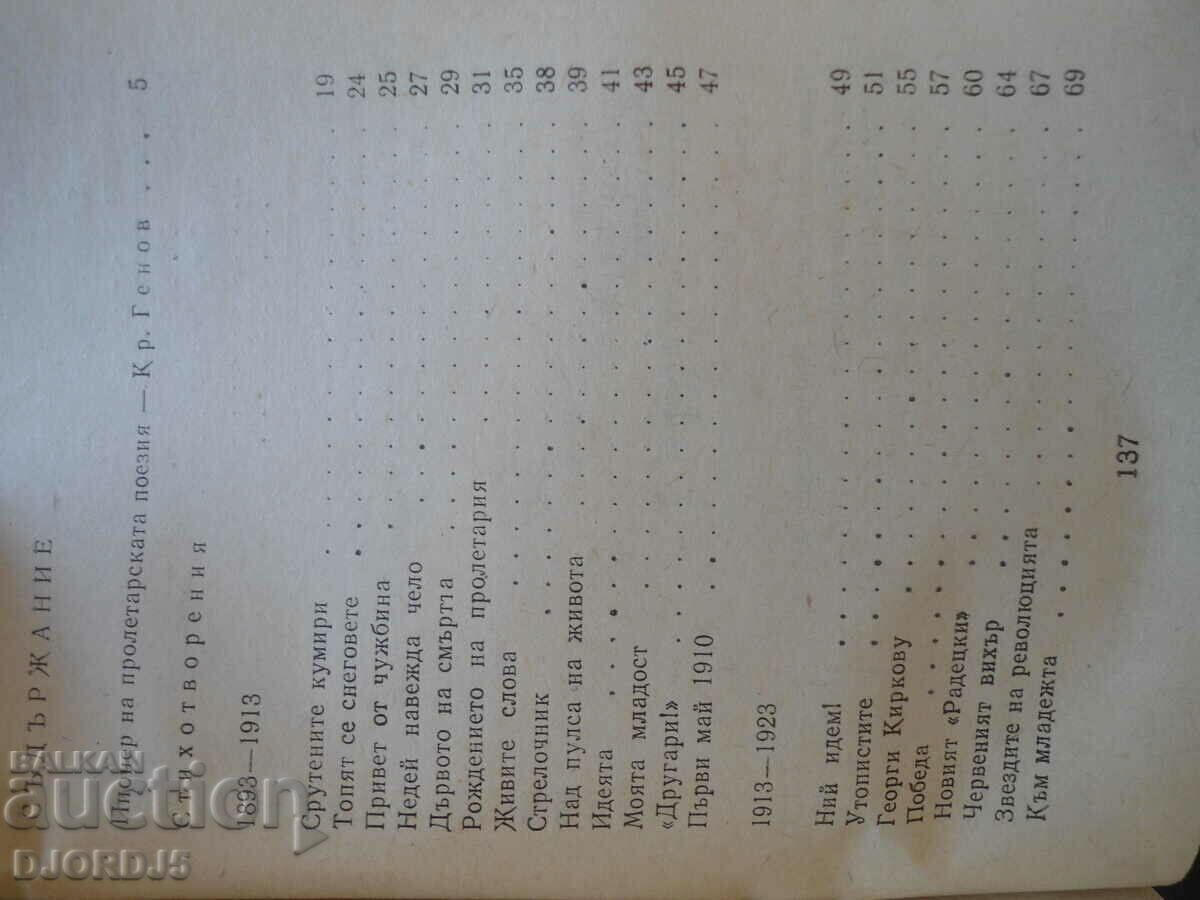 СЪДЪРЖАНИЕ
Пионер на пролетарската поезия — Кр. Генов .... 5
Стихотворения
1893—1913
Срутените кумири . . . . . . . . . . 19
Топят се снеговете . . . . . . . . . . 24
Привет от чужбина . . . . . . . . . . 25
Недей навежда чело . . . . . . . . . . 27
Дървото на смъртта . . . . . . . . . . 29
Рождението на пролетария . . . . . . . . . . 31
Живите слова . . . . . . . . . . 35
Стрелочник . . . . . . . . . . 38
Над пулса на живота . . . . . . . . . . 39
Идеята . . . . . . . . . . 41
Моята младост . . . . . . . . . . 43
«Другари!» . . . . . . . . . . 45
Първи май 1910 . . . . . . . . . . 47
1913—1923
Ний идем! . . . . . . . . . . 49
Утопистите . . . . . . . . . . 51
Георги Киркову . . . . . . . . . . 55
Победа . . . . . . . . . . 57
Новият «Радецки» . . . . . . . . . . 60
Червеният вихър . . . . . . . . . . 64
Звездите на революцията . . . . . . . . . . 67
Към младежта . . . . . . . . . . 69
137
BALKAN
auction
DJORDJ5